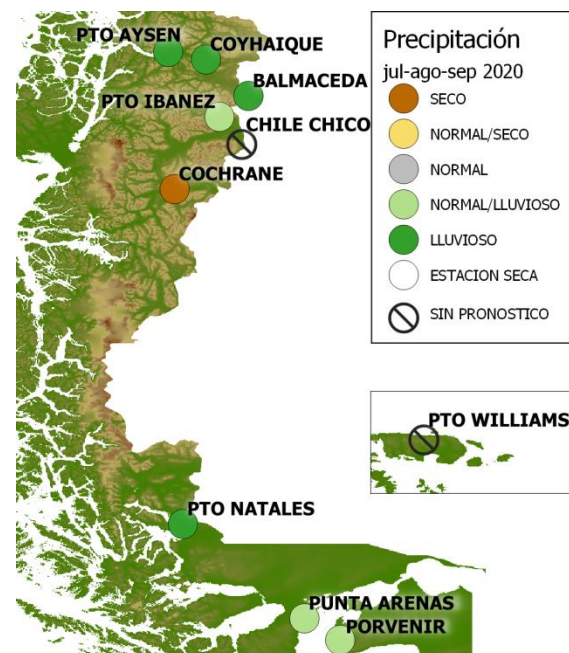 PTO AYSEN
COYHAIQUE
BALMACEDA
PTO IBANEZ
CHILE CHICO
COCHRANE
PTO NATALES
PUNTA ARENAS
PORVENIR
Precipitación
jul-ago-sep 2020
SECO
NORMAL/SECO
NORMAL
NORMAL/LLUVIOSO
LLUVIOSO
ESTACION SECA
SIN PRONOSTICO
PTO WILLIAMS